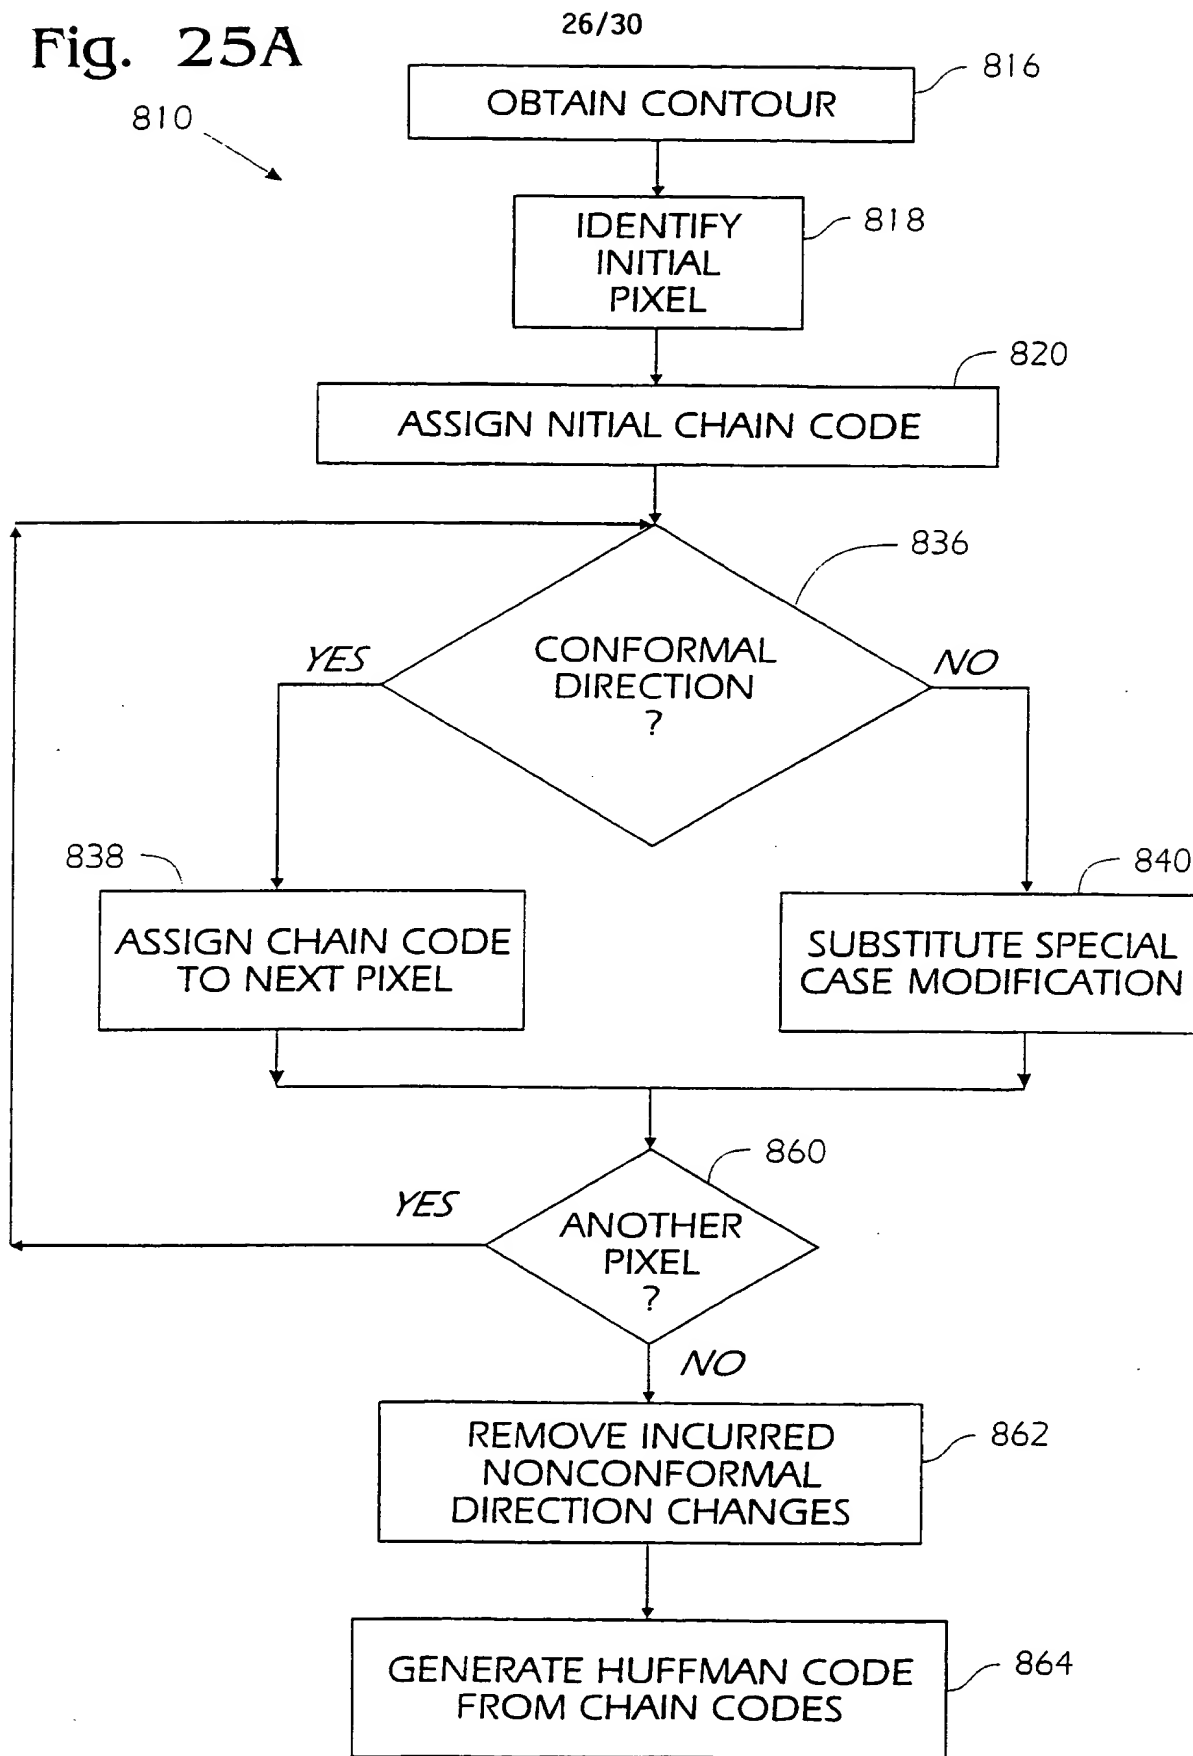 26/30
Fig. 25A
810
OBTAIN CONTOUR
816
IDENTIFY
INITIAL
PIXEL
818
820
ASSIGN NITIAL CHAIN CODE
836
CONFORMAL
DIRECTION
?
YES
NO
838
ASSIGN CHAIN CODE
TO NEXT PIXEL
840
SUBSTITUTE SPECIAL
CASE MODIFICATION
860
YES
ANOTHER
PIXEL
?
NO
REMOVE INCURRED
NONCONFORMAL
DIRECTION CHANGES
862
GENERATE HUFFMAN CODE
FROM CHAIN CODES
864